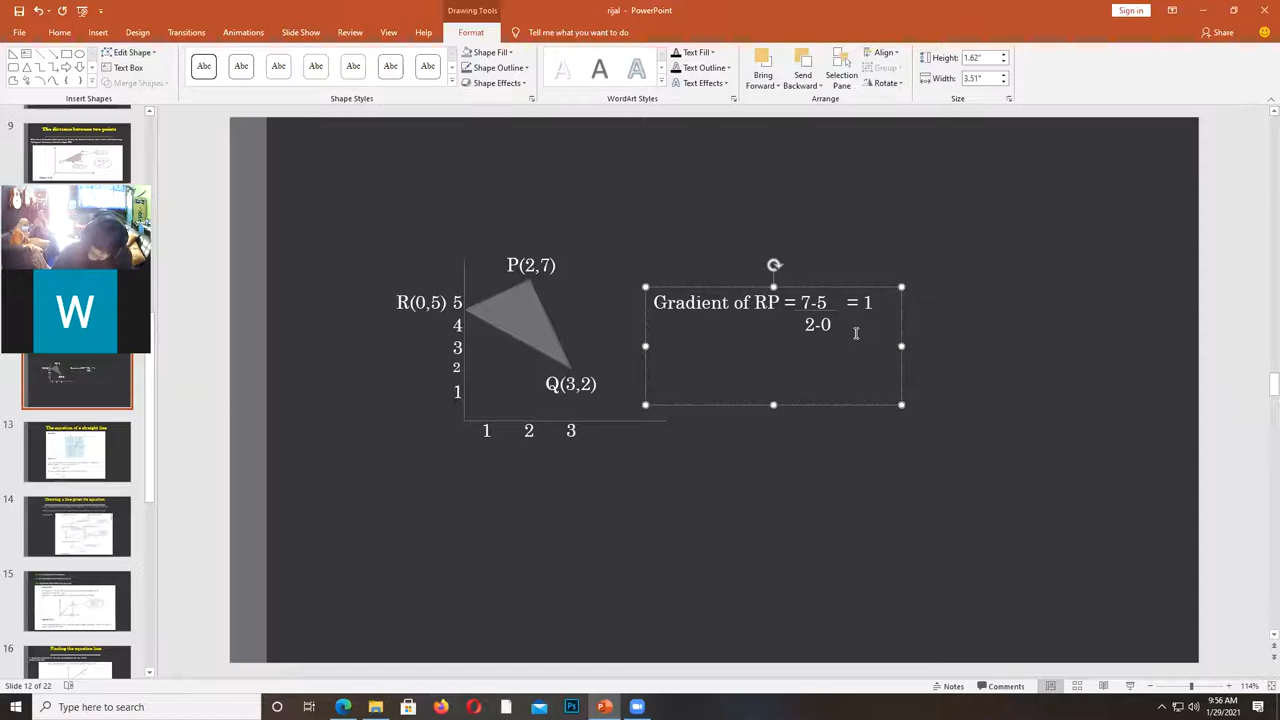 Drawing Tools
rijal - PowerPoint
Sign in
File
Home
Insert
Design
Transitions
Animations
Slide Show
Review
View
Help
Format
Tell me what you want to do
Share
Edit Shape
Text Box
Merge Shapes
Insert Shapes
Abc
Abc
Abc
Abc
Abc
Abc
Abc
Shape Fill
Shape Outline
Shape Effects
Shape Styles
A
A
A
Text Fill
Text Outline
Text Effects
WordArt Styles
Bring
Forward
Send
Backward
Selection
Pane
Align
Group
Rotate
Arrange
Height: 1.62"
Width: 3.51"
Size
The distance between two points
W
13
The equation of a straight line
14
Drawing a line given its equation
15
16
Finding the equation line
P(2,7)
R(0,5) 5
4
3
2
1
Q(3,2)
1 2 3
Gradient of RP = 7-5 = 1
2-0
Slide 12 of 22
Notes
Comments
114%
Type here to search
Ps
9:56 AM
1/29/2021